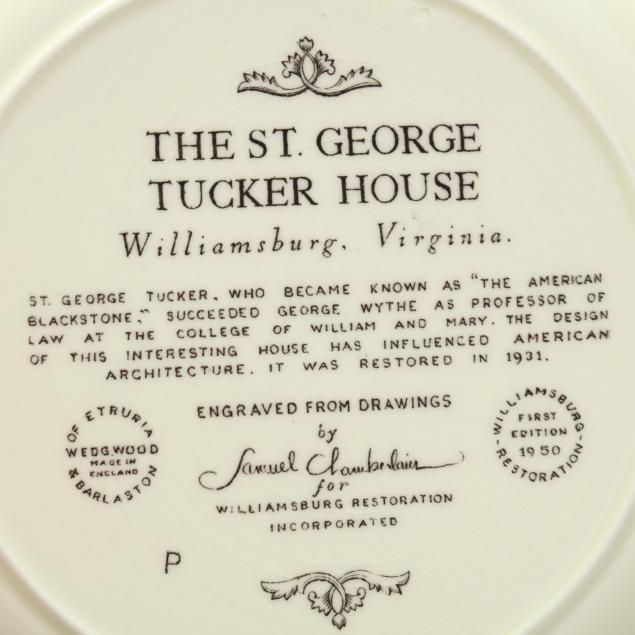 THE ST. GEORGE
TUCKER HOUSE
Williamsburg, Virginia.
ST. GEORGE TUCKER, WHO BECAME KNOWN AS "THE AMERICAN
BLACKSTONE," SUCCEEDED GEORGE WYTHE AS PROFESSOR OF
LAW AT THE COLLEGE OF WILLIAM AND MARY. THE DESIGN
OF THIS INTERESTING HOUSE HAS INFLUENCED AMERICAN
ARCHITECTURE. IT WAS RESTORED IN 1931.
ENGRAVED FROM DRAWINGS
by
Samuel Chamberlain
for
WILLIAMSBURG RESTORATION
INCORPORATED
OF ETRURIA
WEDGWOOD
MADE IN
ENGLAND
& BARLASTON
-WILLIAMSBURG-
FIRST
EDITION
1950
RESTORATION
P